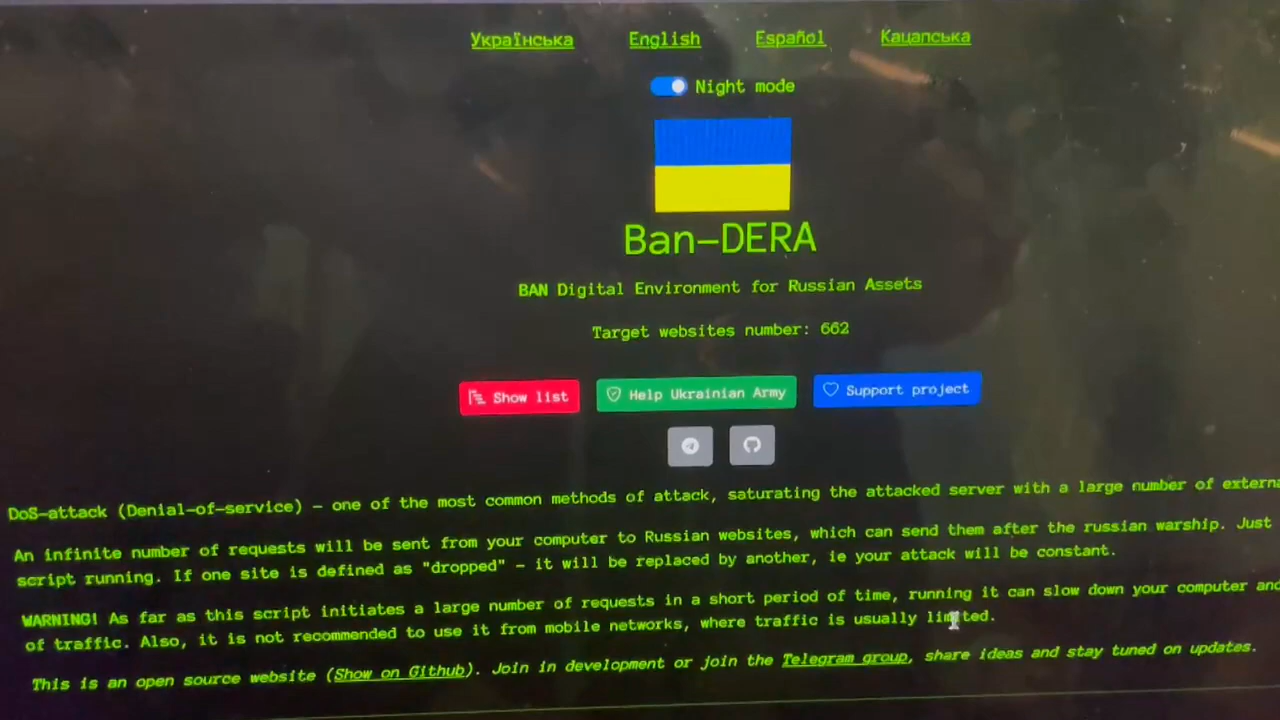 Українська English Español Кацапська
Night mode
Ban-DERA
BAN Digital Environment for Russian Assets
Target websites number: 662
Show list Help Ukrainian Army Support project
DoS-attack (Denial-of-service) - one of the most common methods of attack, saturating the attacked server with a large number of externa
An infinite number of requests will be sent from your computer to Russian websites, which can send them after the russian warship. Just
script running. If one site is defined as "dropped" - it will be replaced by another, ie your attack will be constant.
WARNING! As far as this script initiates a large number of requests in a short period of time, running it can slow down your computer and
of traffic. Also, it is not recommended to use it from mobile networks, where traffic is usually limited.
This is an open source website (Show on Github). Join in development or join the Telegram group, share ideas and stay tuned on updates.